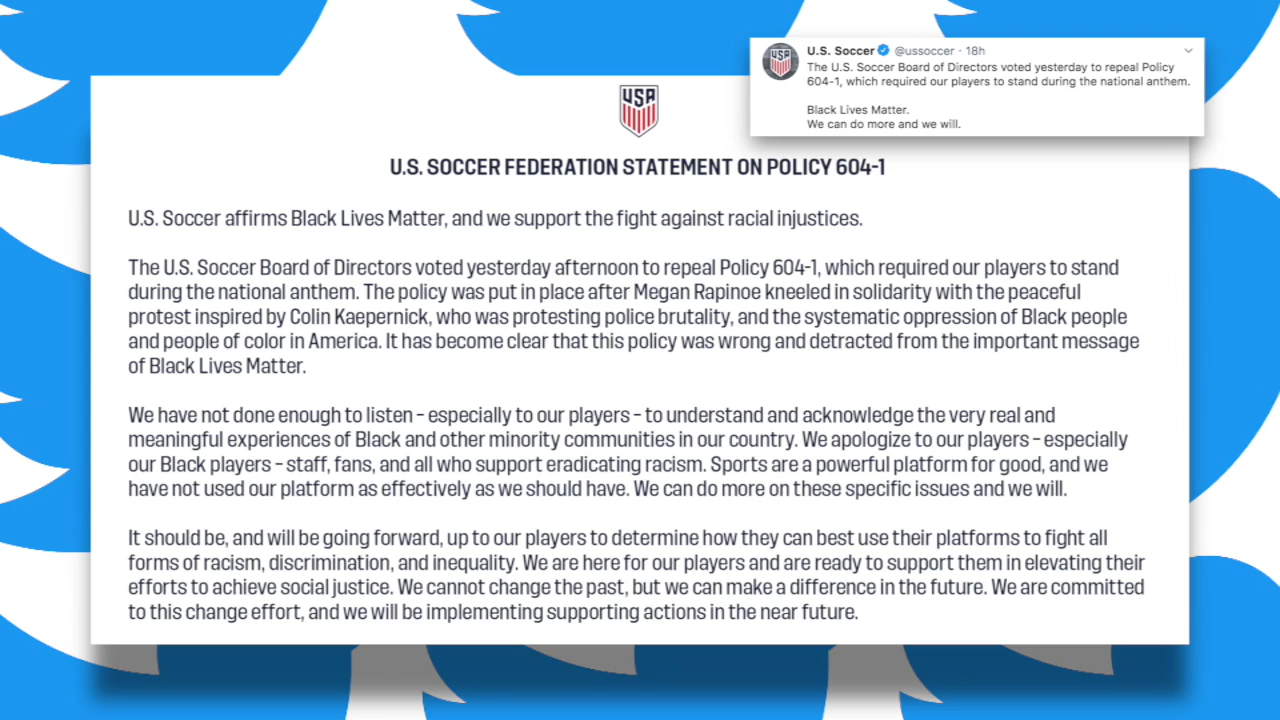 U.S. Soccer @ussoccer · 18h
The U.S. Soccer Board of Directors voted yesterday to repeal Policy
604-1, which required our players to stand during the national anthem.
Black Lives Matter.
We can do more and we will.
USA
U.S. SOCCER FEDERATION STATEMENT ON POLICY 604-1
U.S. Soccer affirms Black Lives Matter, and we support the fight against racial injustices.
The U.S. Soccer Board of Directors voted yesterday afternoon to repeal Policy 604-1, which required our players to stand
during the national anthem. The policy was put in place after Megan Rapinoe kneeled in solidarity with the peaceful
protest inspired by Colin Kaepernick, who was protesting police brutality, and the systematic oppression of Black people
and people of color in America. It has become clear that this policy was wrong and detracted from the important message
of Black Lives Matter.
We have not done enough to listen – especially to our players – to understand and acknowledge the very real and
meaningful experiences of Black and other minority communities in our country. We apologize to our players – especially
our Black players – staff, fans, and all who support eradicating racism. Sports are a powerful platform for good, and we
have not used our platform as effectively as we should have. We can do more on these specific issues and we will.
It should be, and will be going forward, up to our players to determine how they can best use their platforms to fight all
forms of racism, discrimination, and inequality. We are here for our players and are ready to support them in elevating their
efforts to achieve social justice. We cannot change the past, but we can make a difference in the future. We are committed
to this change effort, and we will be implementing supporting actions in the near future.